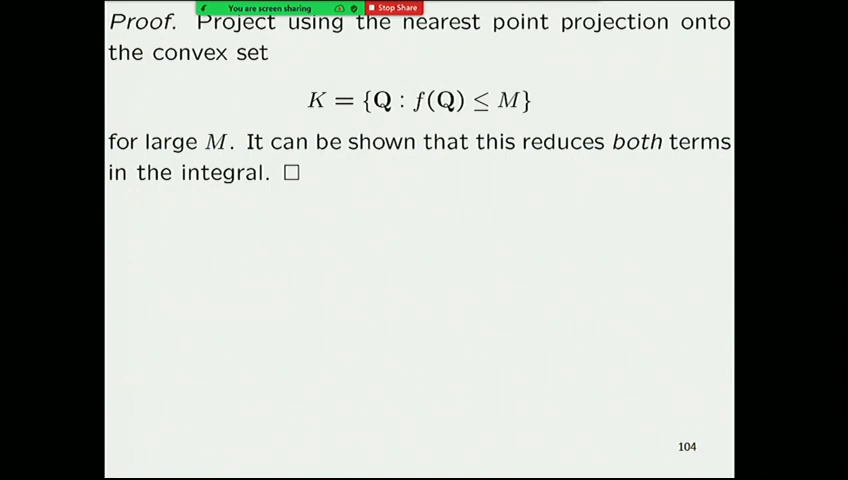 You are screen sharing Stop Share
Proof. Project using the nearest point projection onto
the convex set
K = {Q : f(Q) ≤ M}
for large M. It can be shown that this reduces both terms
in the integral. □
104